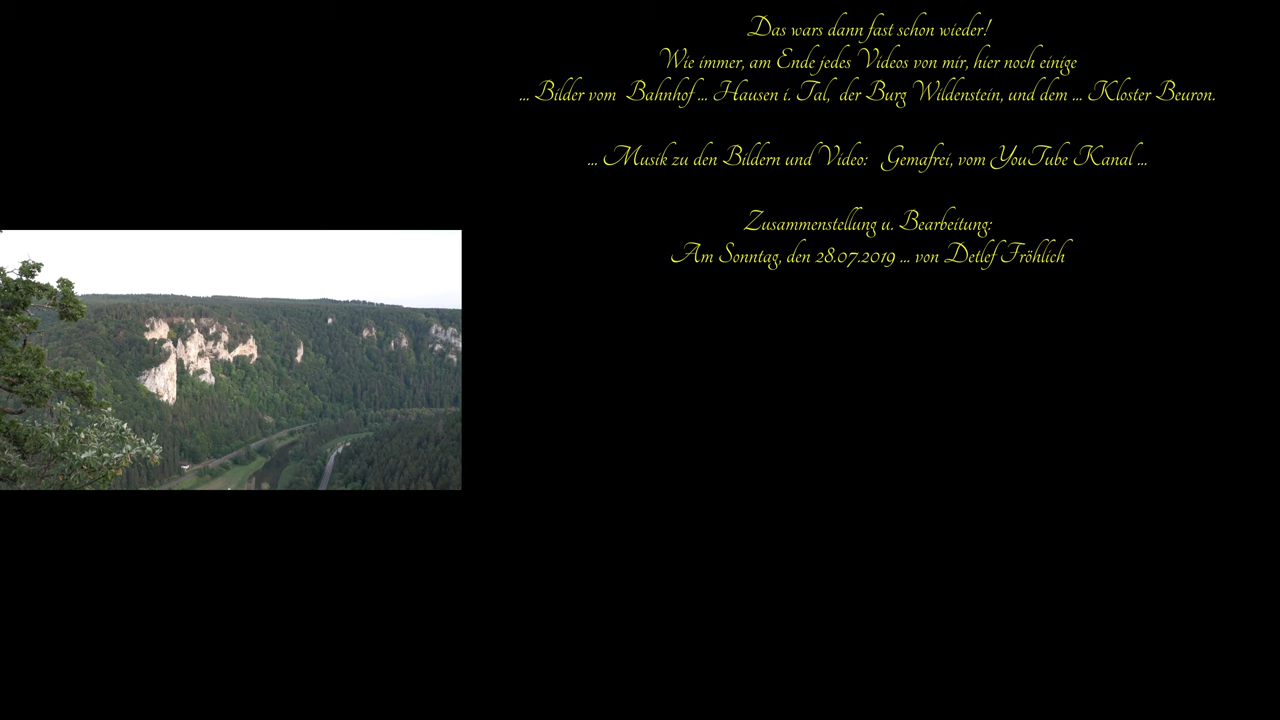 Das wars dann fast schon wieder!
Wie immer, am Ende jedes Videos von mir, hier noch einige
... Bilder vom Bahnhof ... Hausen i. Tal, der Burg Wildenstein, und dem ... Kloster Beuron.
... Musik zu den Bildern und Video: Gemafrei, vom YouTube Kanal ...
Zusammenstellung u. Bearbeitung:
Am Sonntag, den 28.07.2019 ... von Detlef Fröhlich